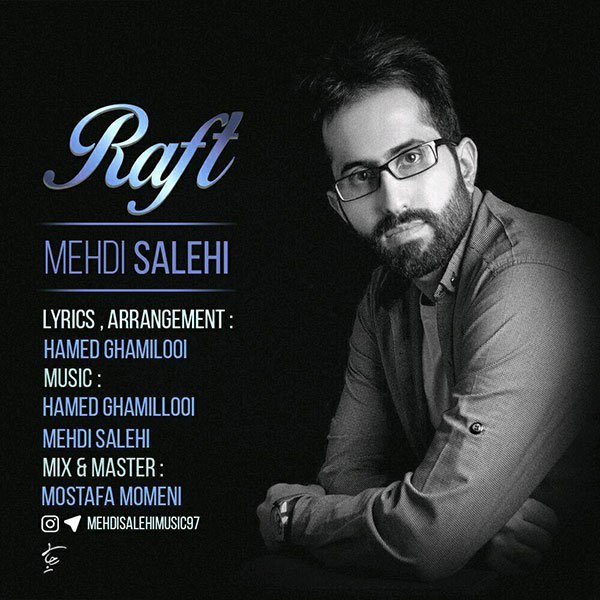 Raft
MEHDI SALEHI
LYRICS , ARRANGEMENT :
HAMED GHAMILOOI
MUSIC :
HAMED GHAMILLOOI
MEHDI SALEHI
MIX & MASTER :
MOSTAFA MOMENI
MEHDISALEHIMUSIC97